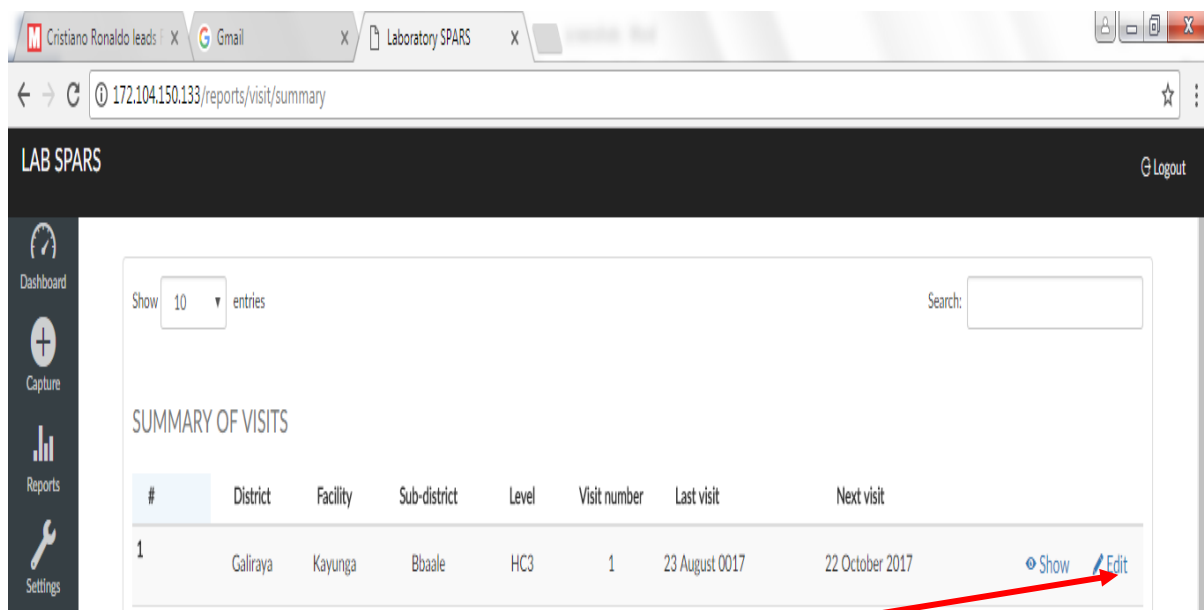 Cristiano Ronaldo leads Gmail Laboratory SPARS
172.104.150.133/reports/visit/summary
LAB SPARS Logout
Dashboard
Show 10 entries Search:
Capture
SUMMARY OF VISITS
Reports
# District Facility Sub-district Level Visit number Last visit Next visit
1 Galiraya Kayunga Bbaale HC3 1 23 August 0017 22 October 2017 Show Edit
Settings